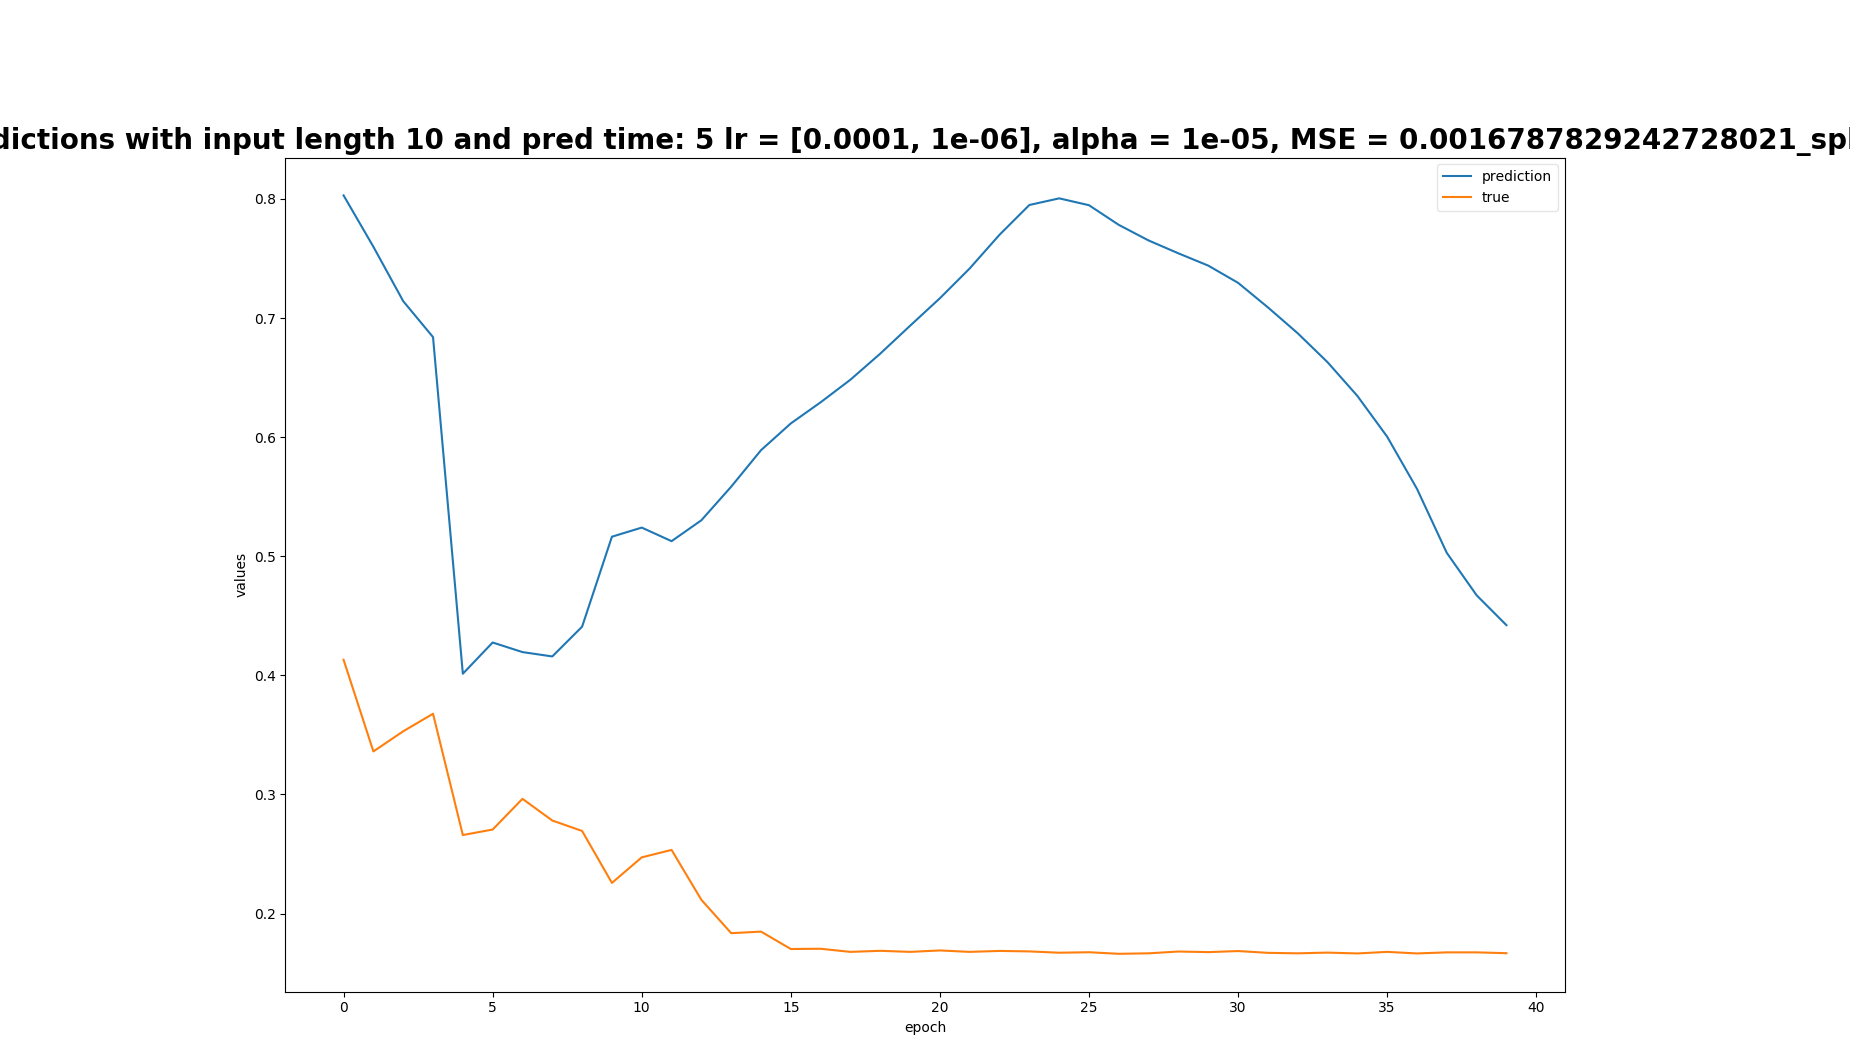 dictions with input length 10 and pred time: 5 lr = [0.0001, 1e-06], alpha = 1e-05, MSE = 0.0016787829242728021_spl
prediction
true
0.8
0.7
0.6
0.5
0.4
0.3
0.2
values
0 5 10 15 20 25 30 35 40
epoch